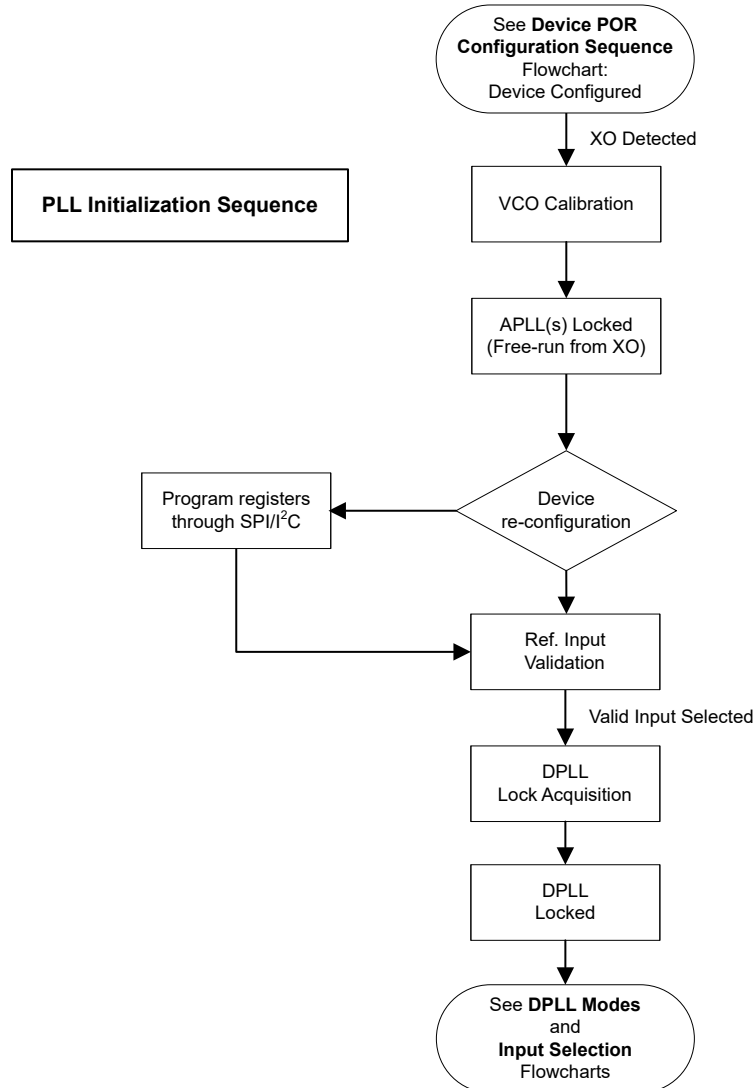 See Device POR
Configuration Sequence
Flowchart:
Device Configured
XO Detected
PLL Initialization Sequence
VCO Calibration
APLL(s) Locked
(Free-run from XO)
Device
re-configuration
Program registers
through SPI/I²C
Ref. Input
Validation
Valid Input Selected
DPLL
Lock Acquisition
DPLL
Locked
See DPLL Modes
and
Input Selection
Flowcharts